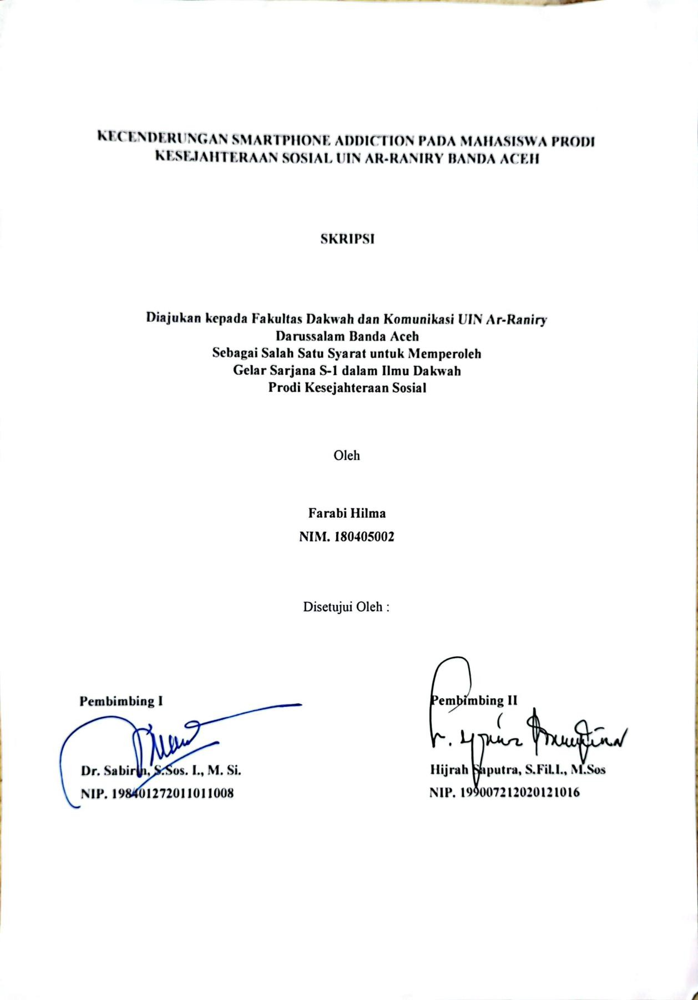 KECENDERUNGAN SMARTPHONE ADDICTION PADA MAHASISWA PRODI
KESEJAHTERAAN SOSIAL UIN AR-RANIRY BANDA ACEH
SKRIPSI
Diajukan kepada Fakultas Dakwah dan Komunikasi UIN Ar-Raniry
Darussalam Banda Aceh
Sebagai Salah Satu Syarat untuk Memperoleh
Gelar Sarjana S-1 dalam Ilmu Dakwah
Prodi Kesejahteraan Sosial
Oleh
Farabi Hilma
NIM. 180405002
Disetujui Oleh :
Pembimbing I
Pembimbing II
Dr. Sabirin, S.Sos. I., M. Si.
Hijrah Saputra, S.Fil.I., M.Sos
NIP. 198401272011011008
NIP. 199007212020121016